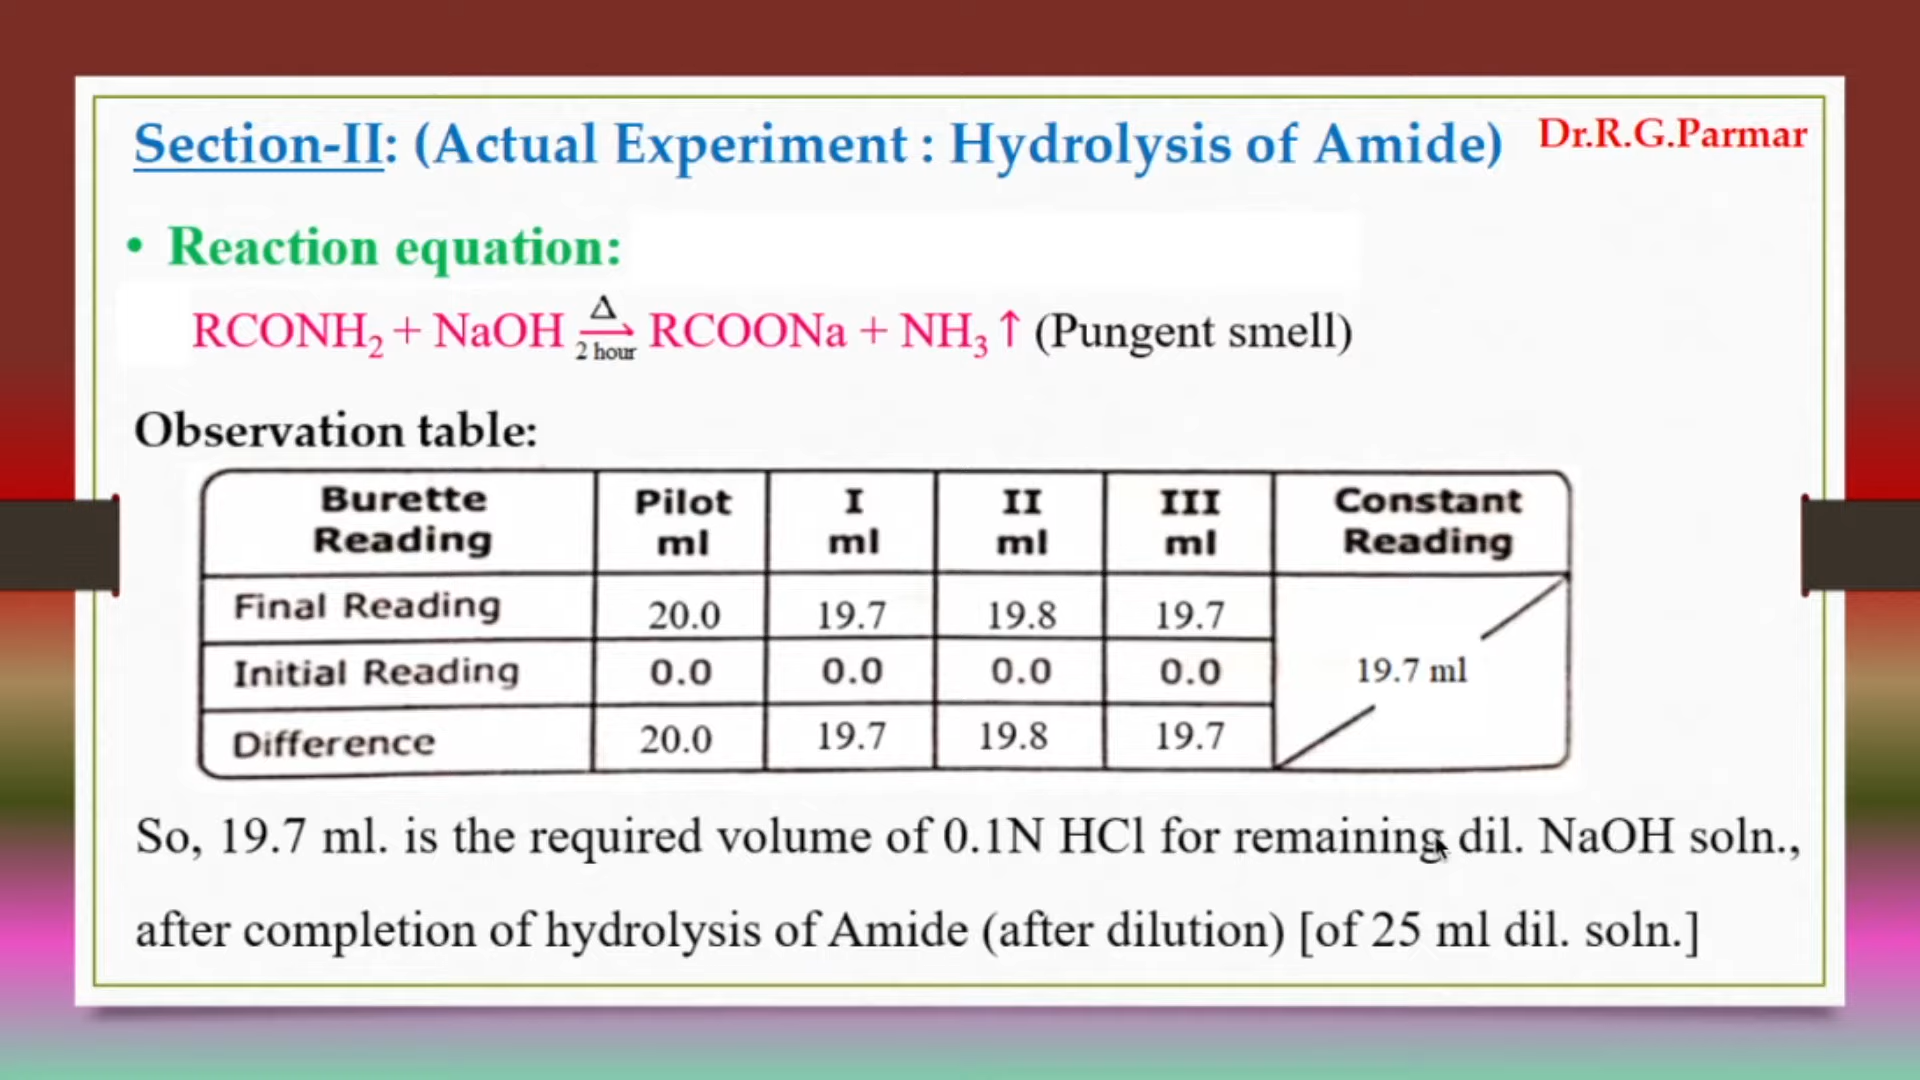 Section-II: (Actual Experiment : Hydrolysis of Amide) Dr.R.G.Parmar
• Reaction equation:
RCONH₂ + NaOH ⇀ RCOONa + NH₃ ↑ (Pungent smell)
Δ
2 hour
Observation table:
Burette Reading | Pilot ml | I ml | II ml | III ml | Constant Reading
Final Reading | 20.0 | 19.7 | 19.8 | 19.7
Initial Reading | 0.0 | 0.0 | 0.0 | 0.0 | 19.7 ml
Difference | 20.0 | 19.7 | 19.8 | 19.7
So, 19.7 ml. is the required volume of 0.1N HCl for remaining dil. NaOH soln.,
after completion of hydrolysis of Amide (after dilution) [of 25 ml dil. soln.]